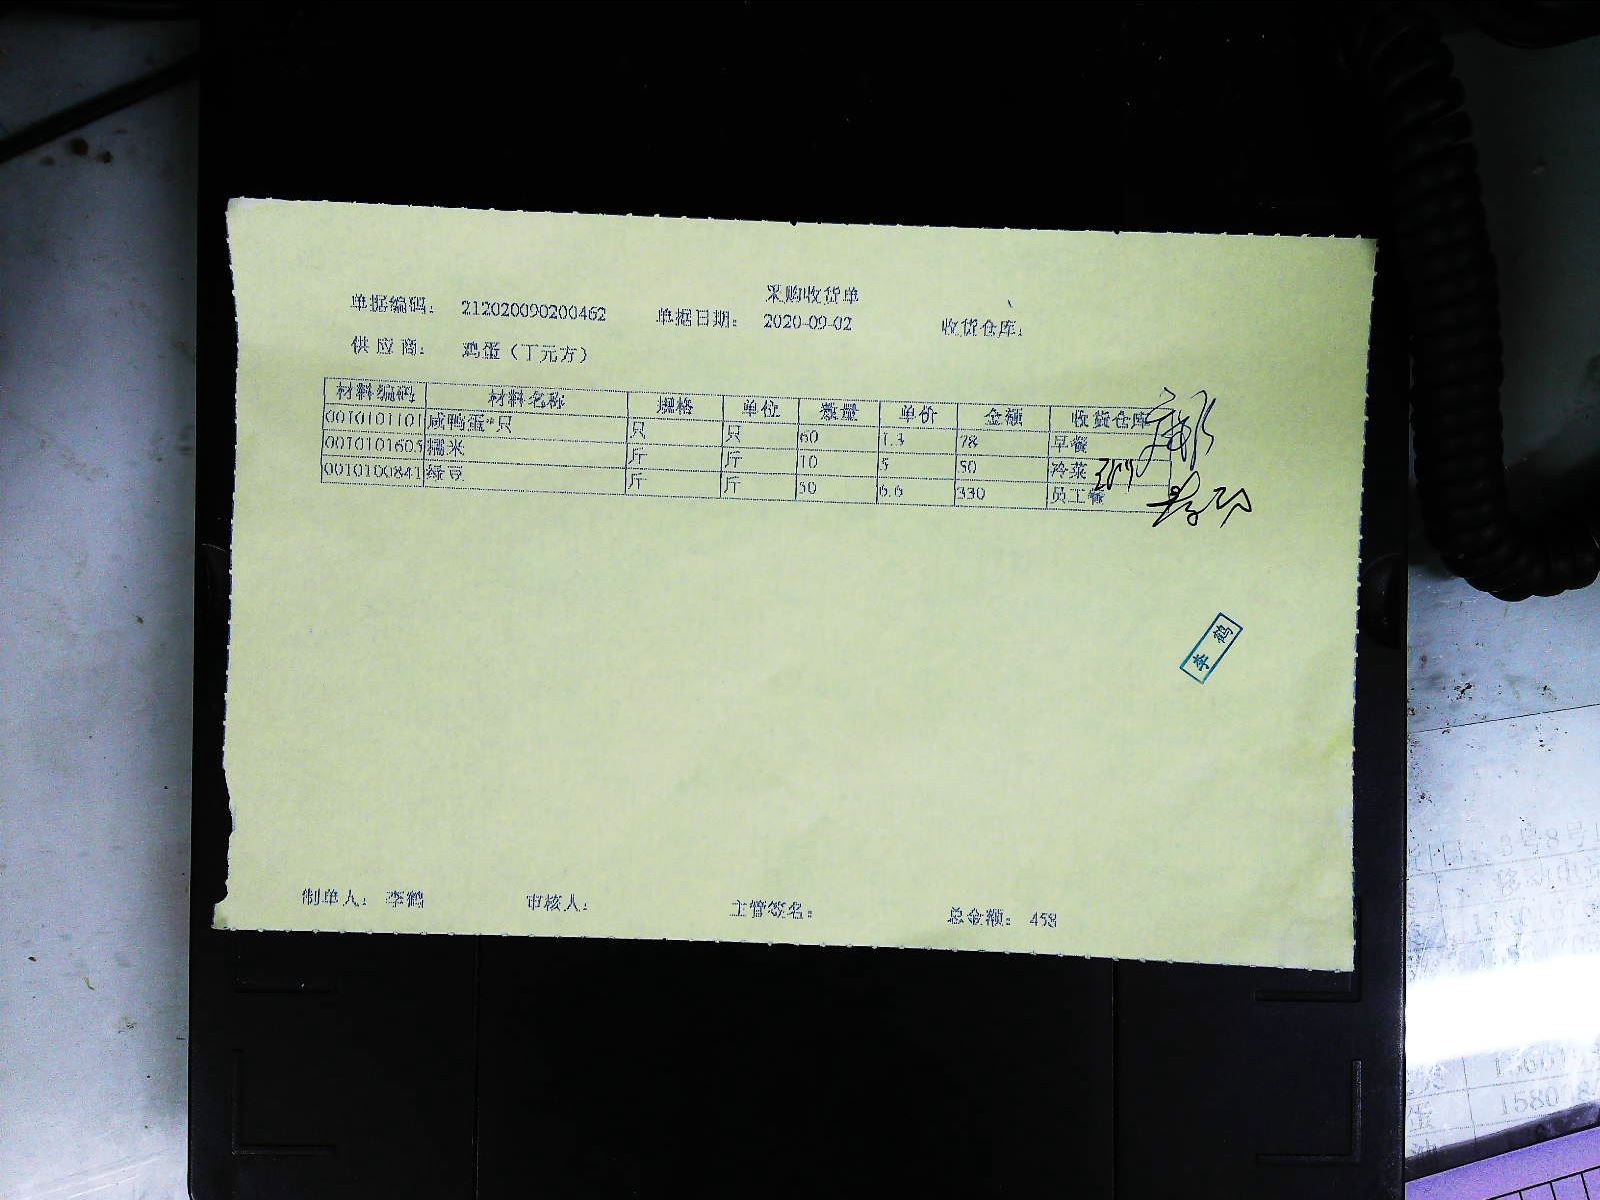 采购收货单
单据编码： 212020090200462 单据日期： 2020-09-02 收货仓库：
供应商： 鸡蛋（丁元方）
材料编码 材料名称 规格 单位 数量 单价 金额 收货仓库
0010101101 咸鸭蛋*只 只 只 60 1.3 78 早餐
0010101605 糯米 斤 斤 10 5 50 冷菜
0010100841 绿豆 斤 斤 50 6.6 330 员工餐
李鹤
制单人： 李鹤 审核人： 主管签名： 总金额： 458